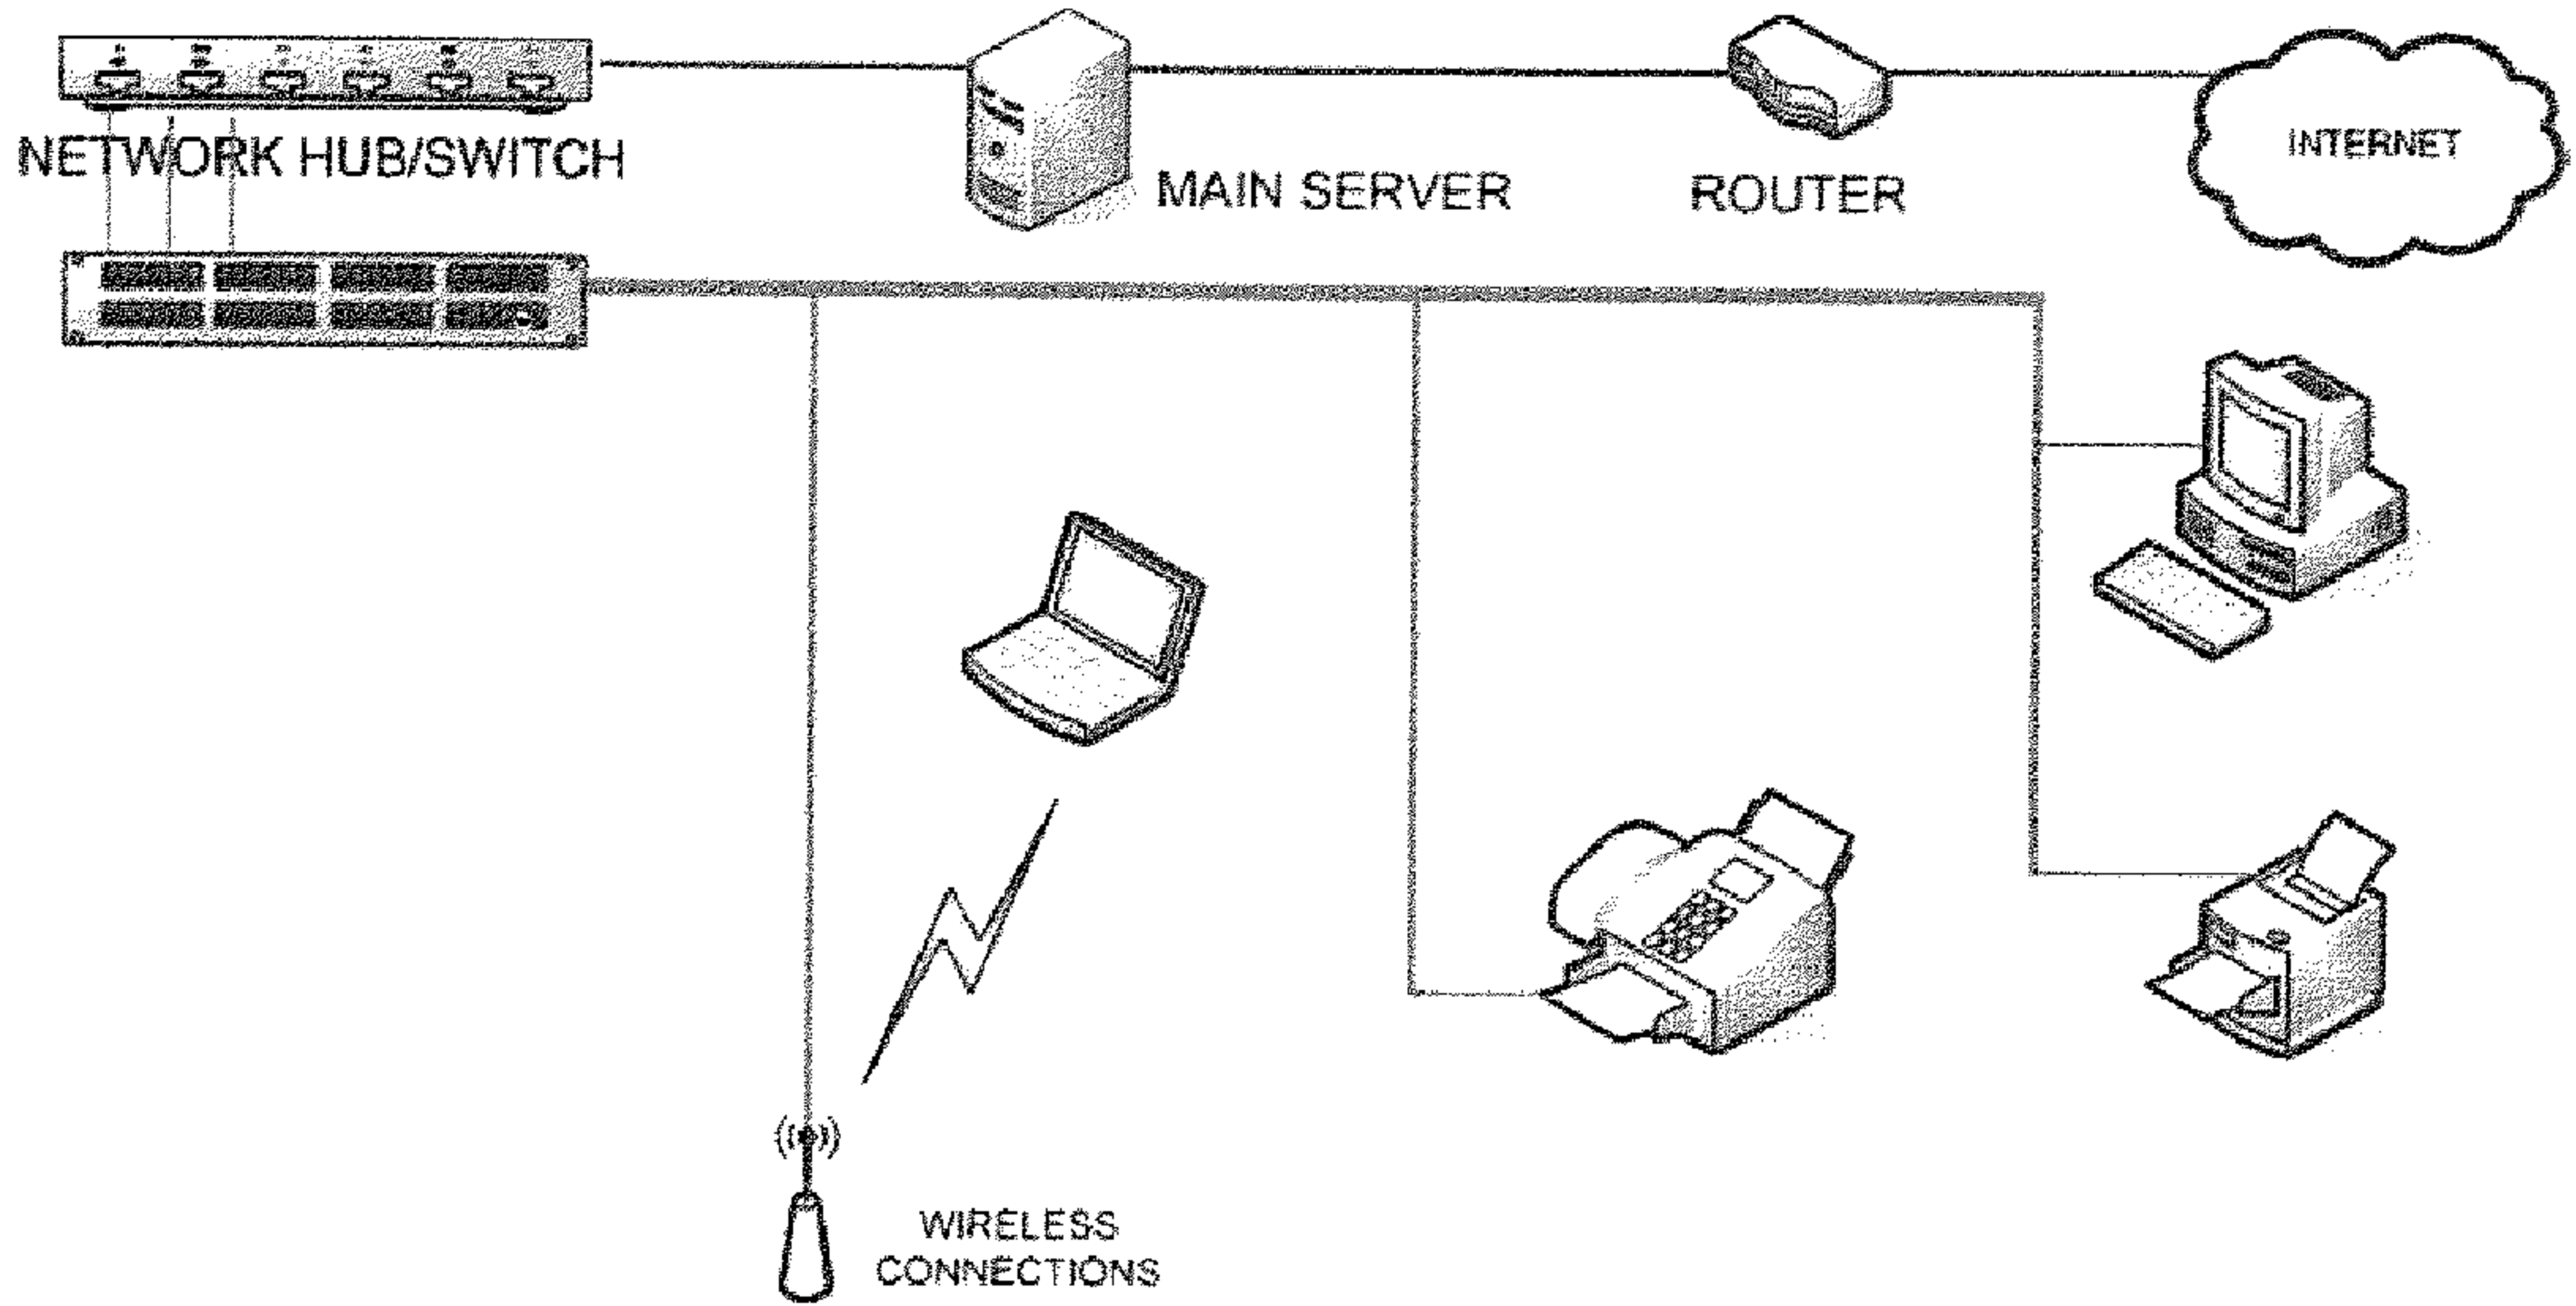 NETWORK HUB/SWITCH
MAIN SERVER
ROUTER
INTERNET
WIRELESS
CONNECTIONS